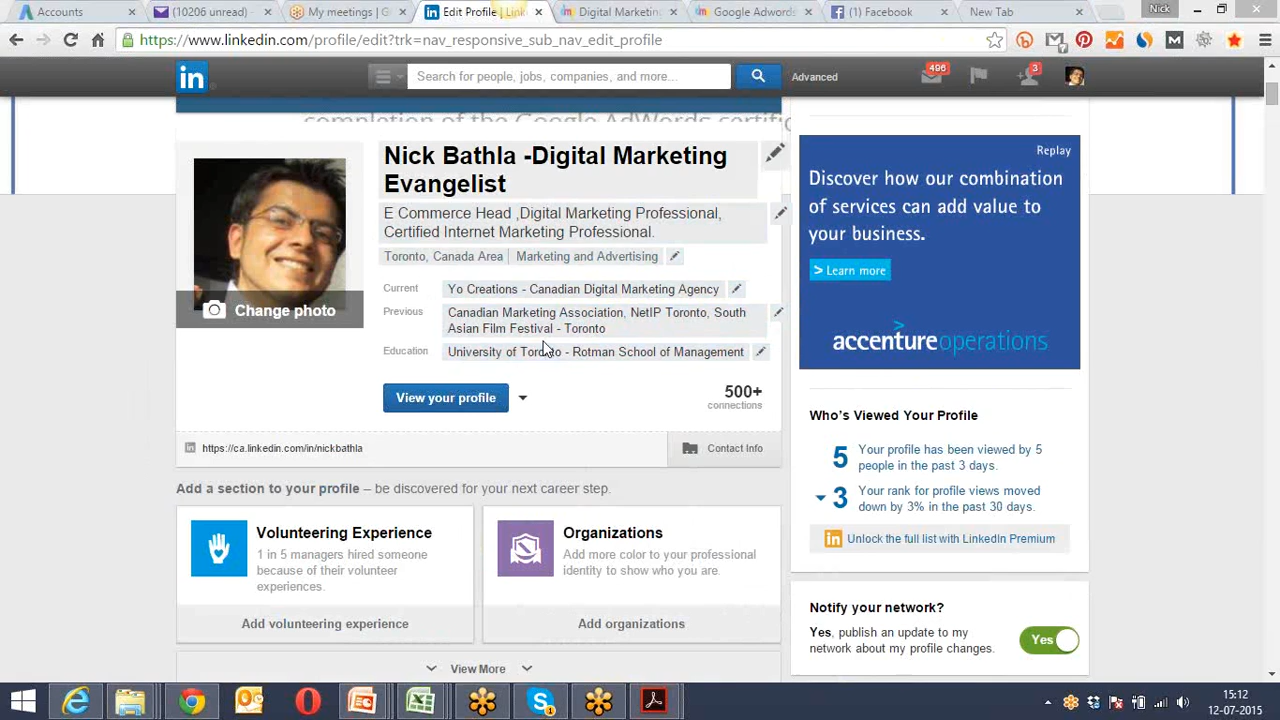 Accounts
(10206 unread) -
My meetings | G
Edit Profile | Link
Digital Marketin
Google Adwords
(1) Facebook
New Tab
Nick
https://www.linkedin.com/profile/edit?trk=nav_responsive_sub_nav_edit_profile
in
Search for people, jobs, companies, and more...
Advanced
496
3
completion of the Google AdWords certific
Nick Bathla -Digital Marketing
Evangelist
E Commerce Head ,Digital Marketing Professional,
Certified Internet Marketing Professional.
Toronto, Canada Area
Marketing and Advertising
Current
Yo Creations - Canadian Digital Marketing Agency
Previous
Canadian Marketing Association, NetIP Toronto, South
Asian Film Festival - Toronto
Education
University of Toronto - Rotman School of Management
Change photo
View your profile
500+
connections
https://ca.linkedin.com/in/nickbathla
Contact Info
Add a section to your profile – be discovered for your next career step.
Volunteering Experience
1 in 5 managers hired someone
because of their volunteer
experiences.
Add volunteering experience
Organizations
Add more color to your professional
identity to show who you are.
Add organizations
View More
Replay
Discover how our combination
of services can add value to
your business.
> Learn more
accenture operations
Who's Viewed Your Profile
5
Your profile has been viewed by 5
people in the past 3 days.
3
Your rank for profile views moved
down by 3% in the past 30 days.
in Unlock the full list with LinkedIn Premium
Notify your network?
Yes, publish an update to my
network about my profile changes.
Yes
15:12
12-07-2015